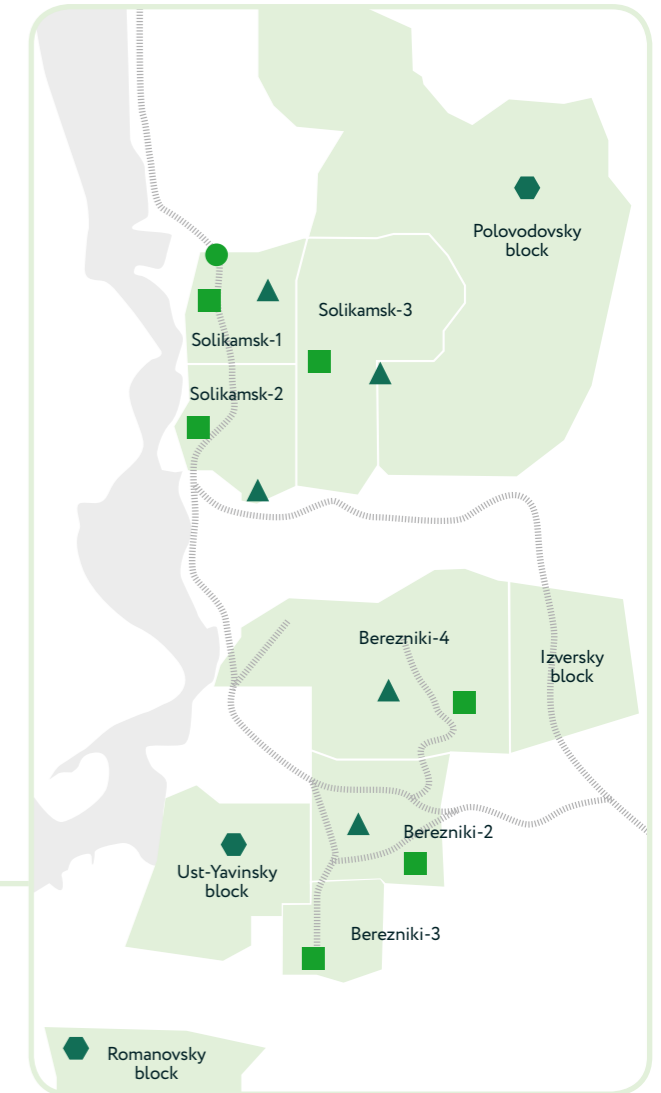 Polovodovsky
block
Solikamsk-3
Solikamsk-1
Solikamsk-2
Berezniki-4
Izversky
block
Berezniki-2
Ust-Yavinsky
block
Berezniki-3
Romanovsky
block